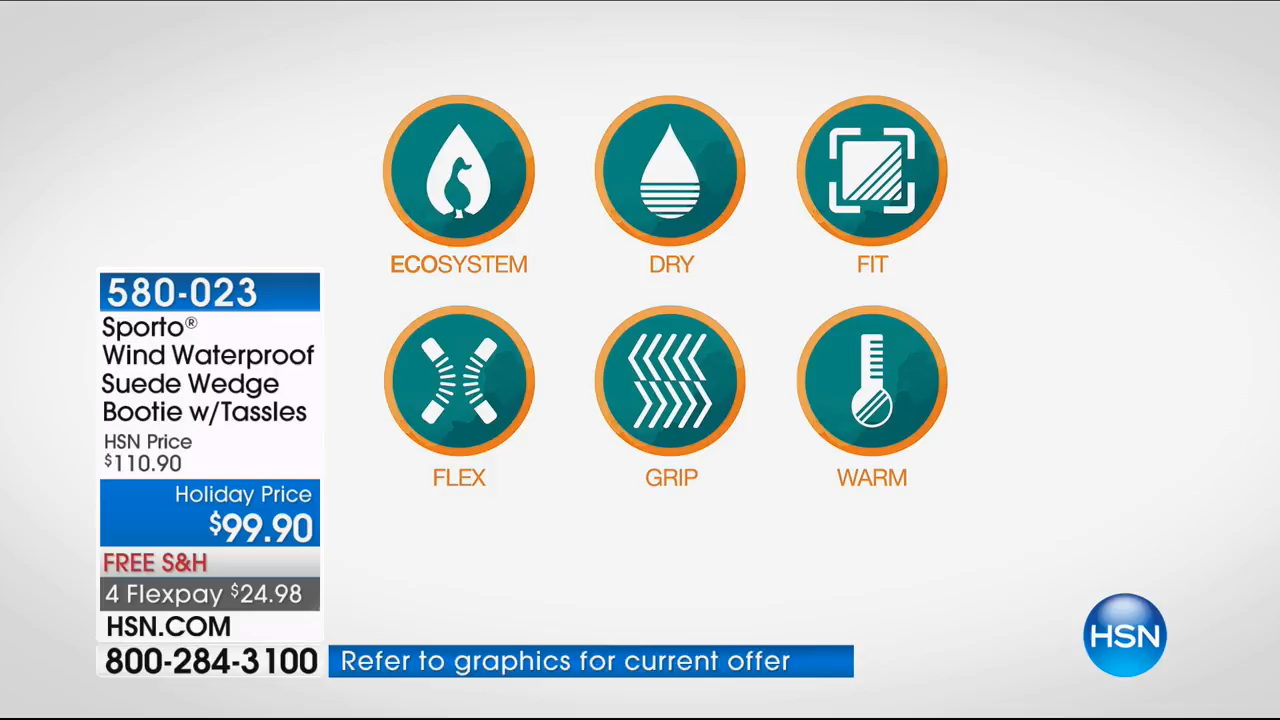 ECOSYSTEM
DRY
FIT
FLEX
GRIP
WARM
580-023
Sporto®
Wind Waterproof
Suede Wedge
Bootie w/Tassles
HSN Price
$110.90
Holiday Price
$99.90
FREE S&H
4 Flexpay $24.98
HSN.COM
800-284-3100
Refer to graphics for current offer
HSN